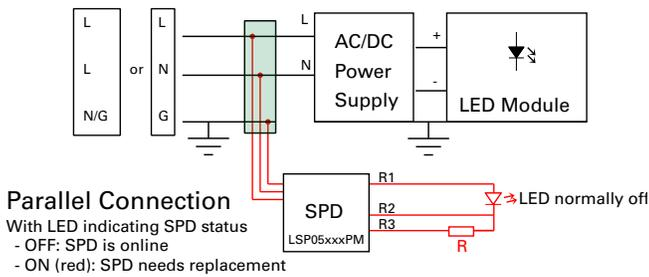 L
L
N/G
or
L
N
G
L
N
AC/DC
Power
Supply
+
-
LED Module
R1
R2
R3
R
LED normally off
SPD
LSP05xxxPM
Parallel Connection
With LED indicating SPD status
- OFF: SPD is online
- ON (red): SPD needs replacement